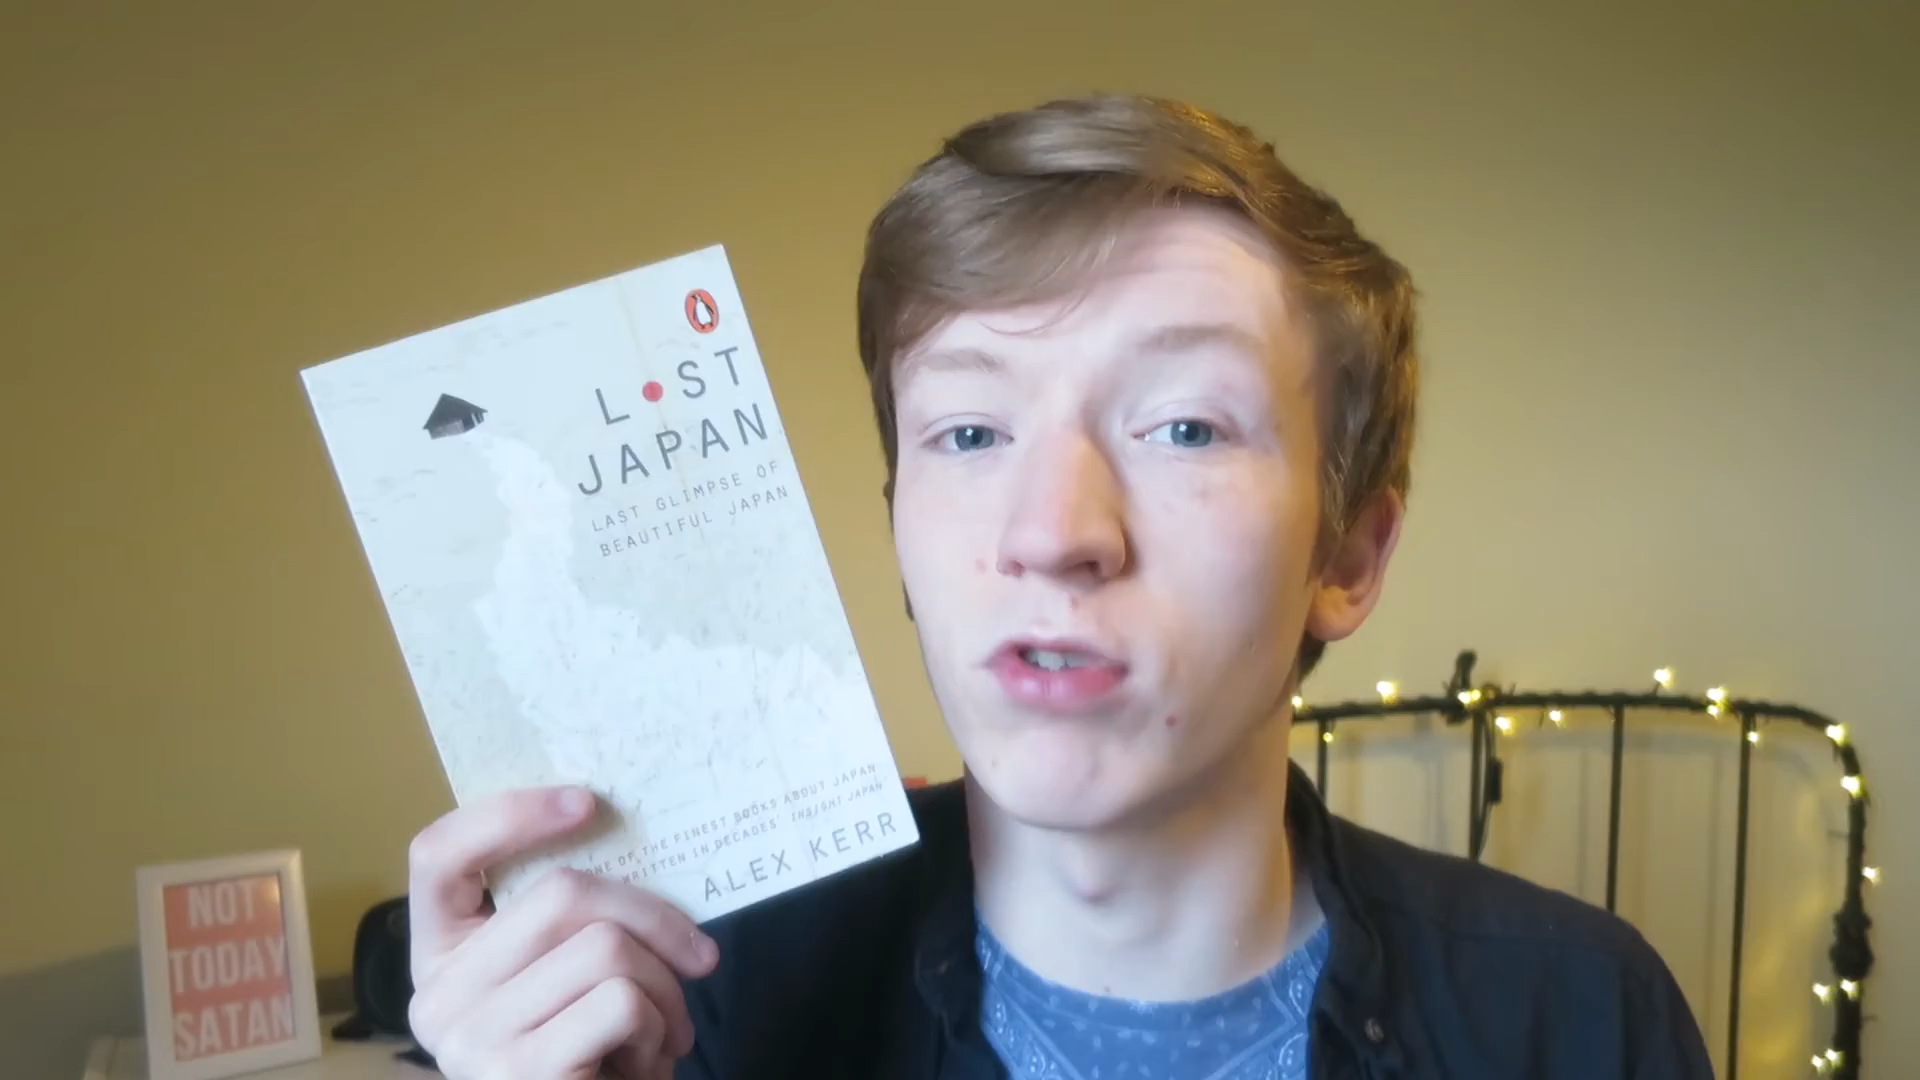 L●ST
JAPAN
LAST GLIMPSE OF
BEAUTIFUL JAPAN
'ONE OF THE FINEST BOOKS ABOUT JAPAN
WRITTEN IN DECADES' INSIGHT JAPAN
ALEX KERR
NOT
TODAY
SATAN